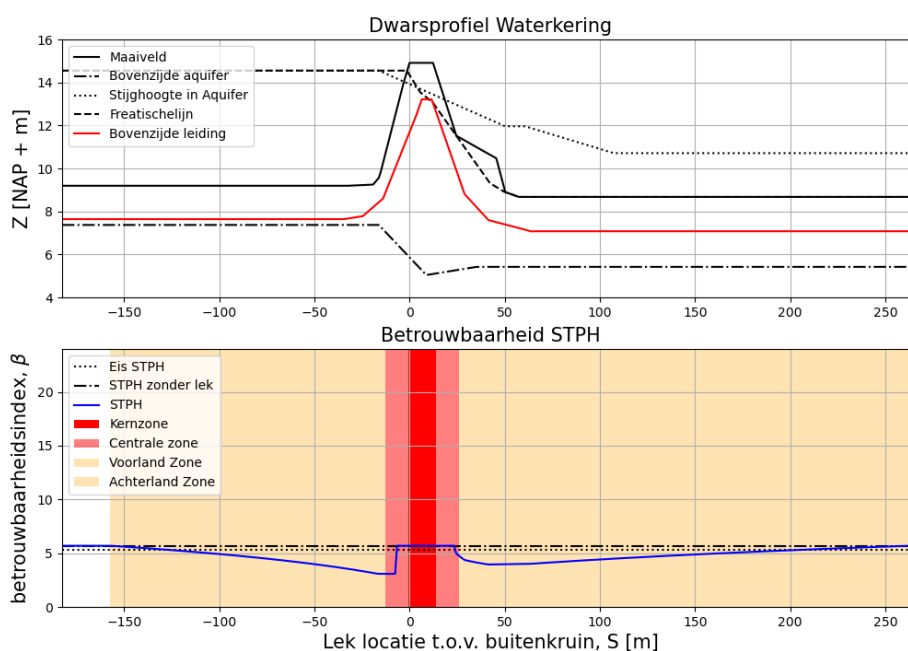 Dwarsprofiel Waterkering
Z [NAP + m]
16
14
12
10
8
6
4
Maaiveld
Bovenzijde aquifer
Stijghoogte in Aquifer
Freatischelijn
Bovenzijde leiding
−150
−100
−50
0
50
100
150
200
250
Betrouwbaarheid STPH
betrouwbaarheidsindex, β
20
15
10
5
0
Eis STPH
STPH zonder lek
STPH
Kernzone
Centrale zone
Voorland Zone
Achterland Zone
−150
−100
−50
0
50
100
150
200
250
Lek locatie t.o.v. buitenkruin, S [m]